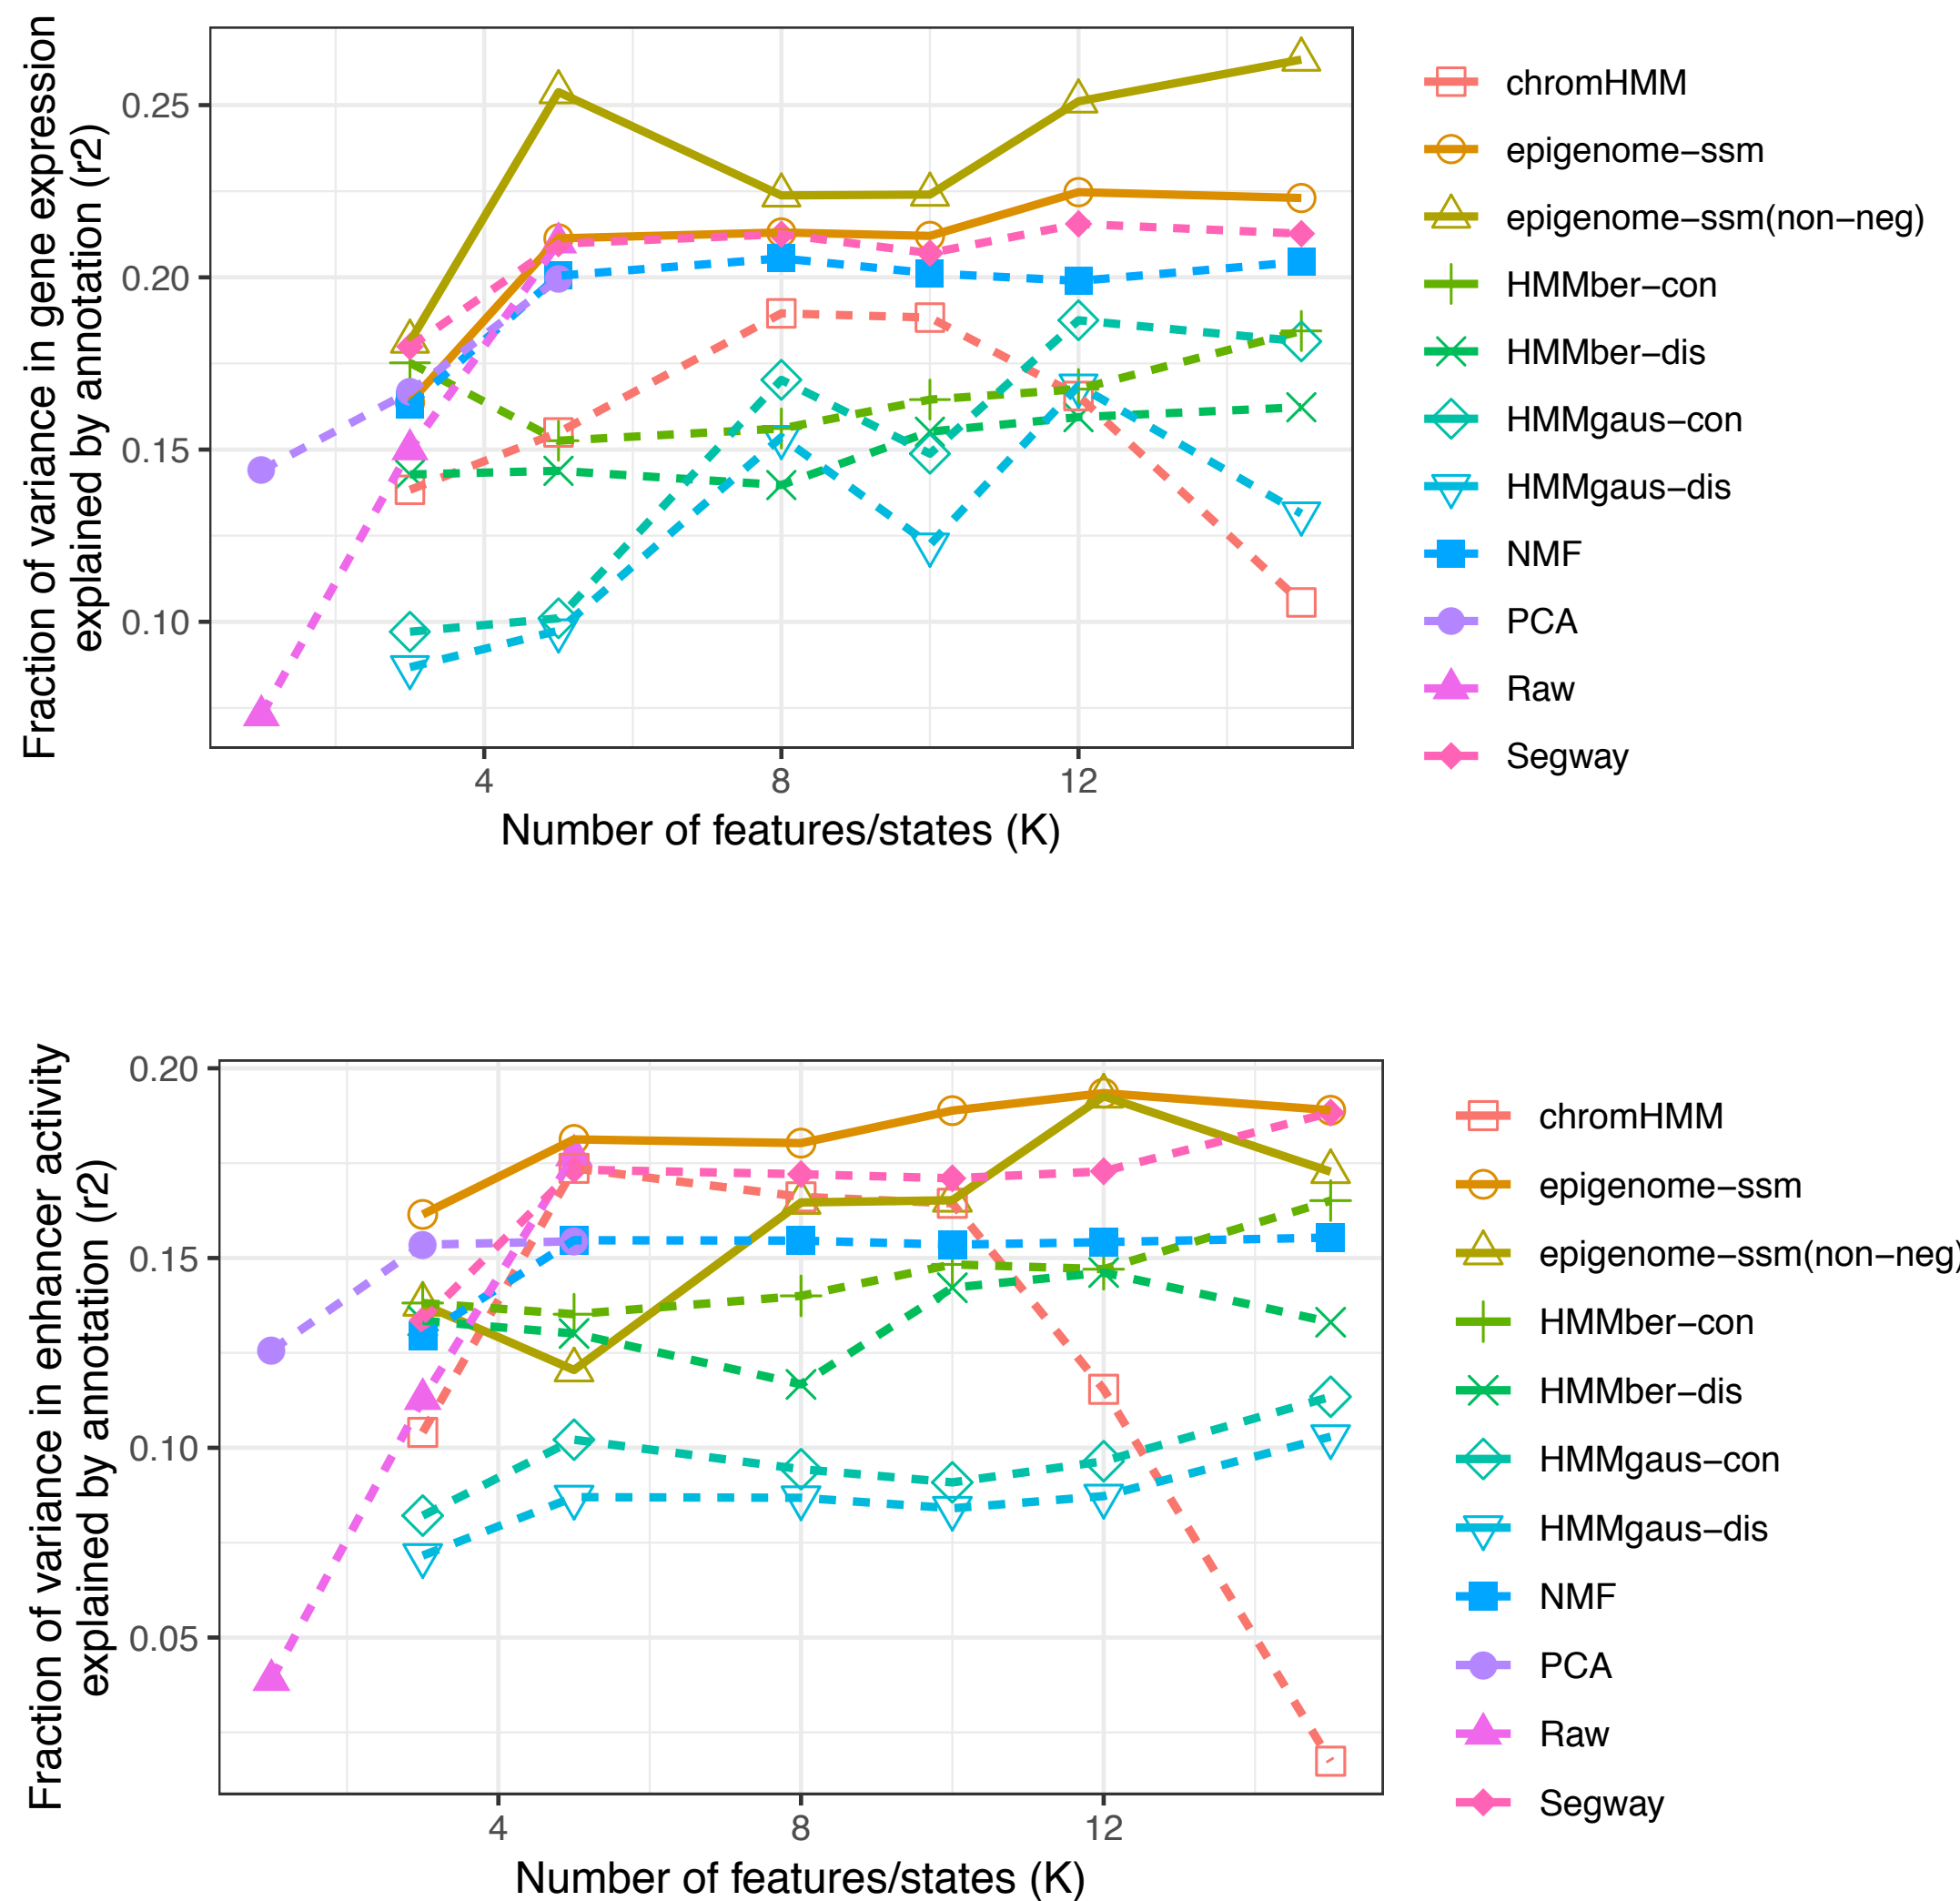 Fraction of variance in gene expression
explained by annotation (r2)
0.25
0.20
0.15
0.10
4
8
12
Number of features/states (K)
chromHMM
epigenome−ssm
epigenome−ssm(non−neg)
HMMber−con
HMMber−dis
HMMgaus−con
HMMgaus−dis
NMF
PCA
Raw
Segway
Fraction of variance in enhancer activity
explained by annotation (r2)
0.20
0.15
0.10
0.05
4
8
12
Number of features/states (K)
chromHMM
epigenome−ssm
epigenome−ssm(non−neg)
HMMber−con
HMMber−dis
HMMgaus−con
HMMgaus−dis
NMF
PCA
Raw
Segway